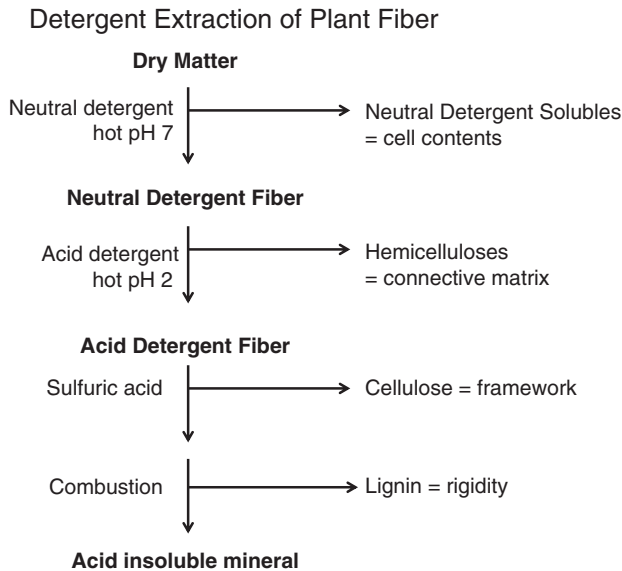 Detergent Extraction of Plant Fiber
Dry Matter
Neutral detergent
hot pH 7
Neutral Detergent Solubles
= cell contents
Neutral Detergent Fiber
Acid detergent
hot pH 2
Hemicelluloses
= connective matrix
Acid Detergent Fiber
Sulfuric acid
Cellulose = framework
Combustion
Lignin = rigidity
Acid insoluble mineral